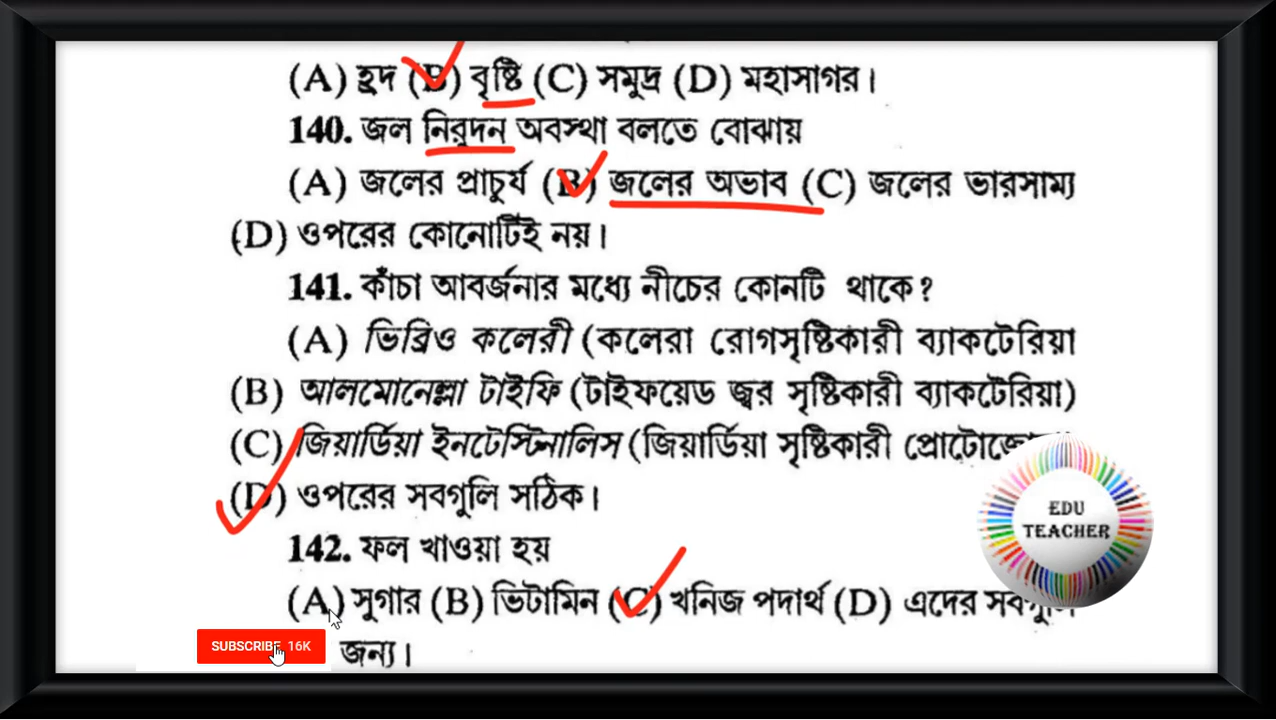 (A) হ্রদ (B) বৃষ্টি (C) সমুদ্র (D) মহাসাগর।
140. জল নিরুদন অবস্থা বলতে বোঝায়
(A) জলের প্রাচুর্য (B) জলের অভাব (C) জলের ভারসাম্য
(D) ওপরের কোনোটিই নয়।
141. কাঁচা আবর্জনার মধ্যে নীচের কোনটি থাকে?
(A) ভিব্রিও কলেরী (কলেরা রোগসৃষ্টিকারী ব্যাকটেরিয়া
(B) আলমোনেল্লা টাইফি (টাইফয়েড জ্বর সৃষ্টিকারী ব্যাকটেরিয়া)
(C) জিয়ার্ডিয়া ইনটেস্টিনালিস (জিয়ার্ডিয়া সৃষ্টিকারী
(D) ওপরের সবগুলি সঠিক।
142. ফল খাওয়া হয়
(A) সুগার (B) ভিটামিন (C) খনিজ পদার্থ (D) এদের
জন্য।
EDU
TEACHER
SUBSCRIBE 16K